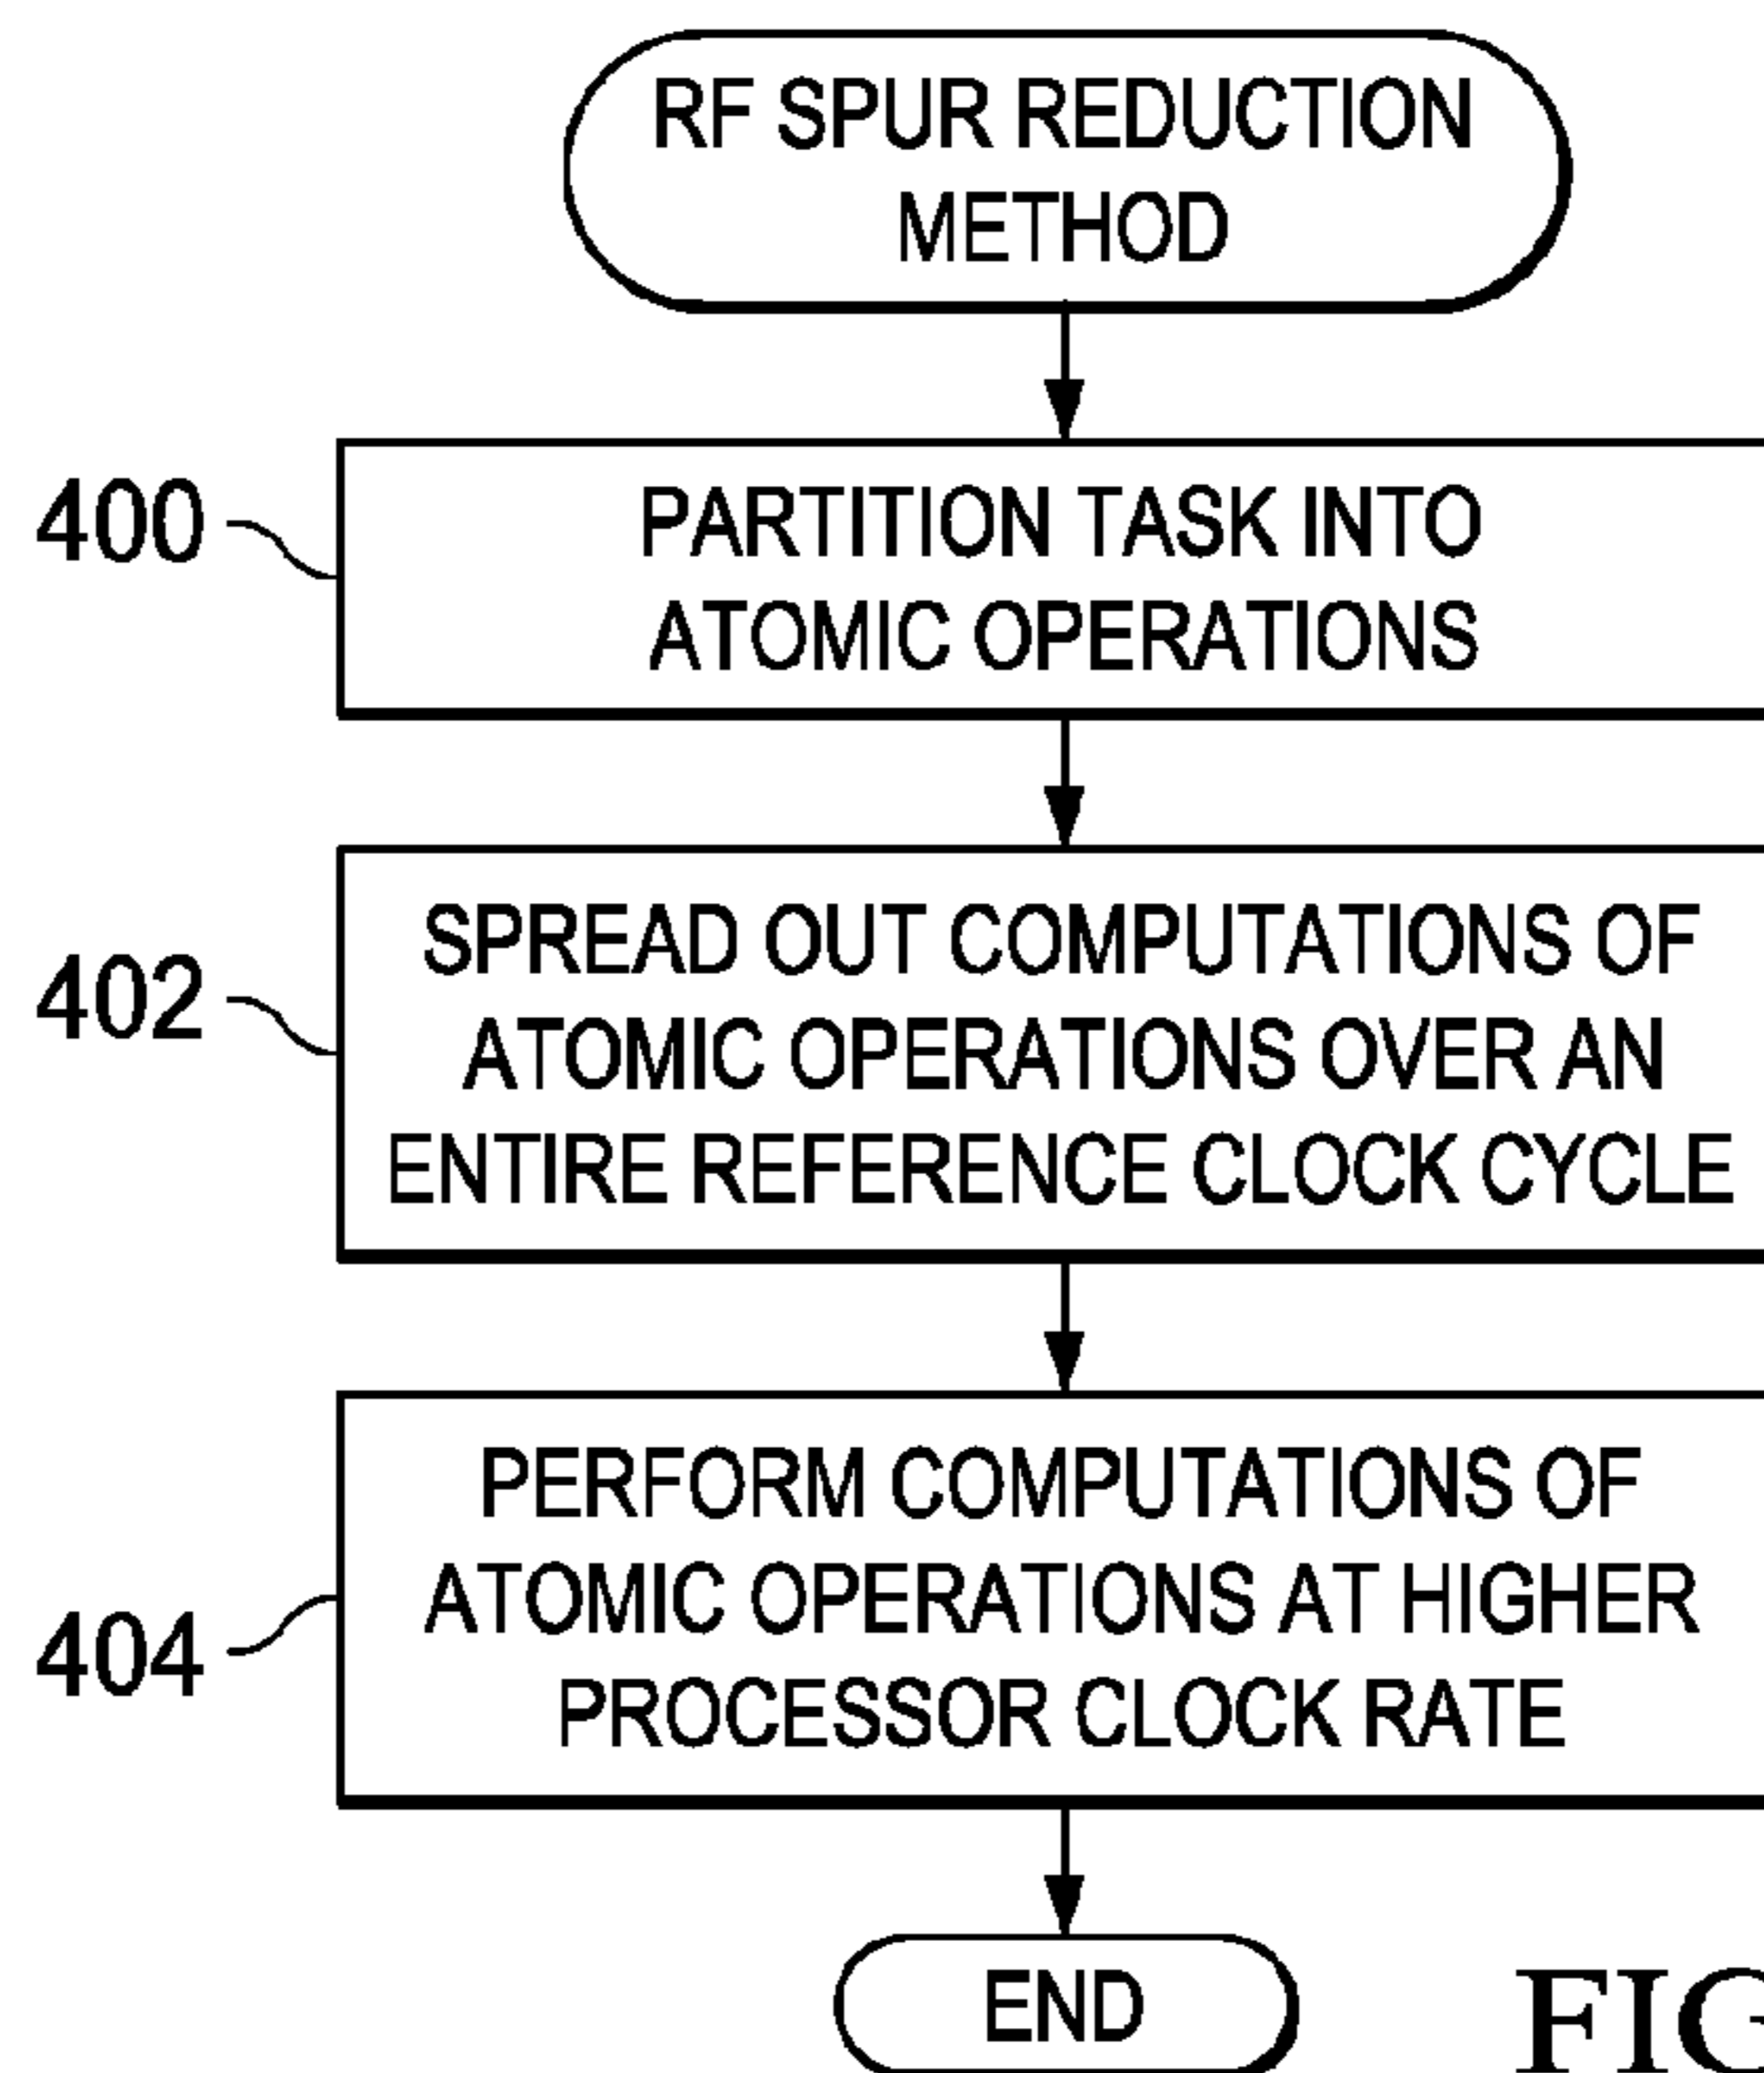 RF SPUR REDUCTION
METHOD
400
PARTITION TASK INTO
ATOMIC OPERATIONS
402
SPREAD OUT COMPUTATIONS OF
ATOMIC OPERATIONS OVER AN
ENTIRE REFERENCE CLOCK CYCLE
404
PERFORM COMPUTATIONS OF
ATOMIC OPERATIONS AT HIGHER
PROCESSOR CLOCK RATE
END
FIG